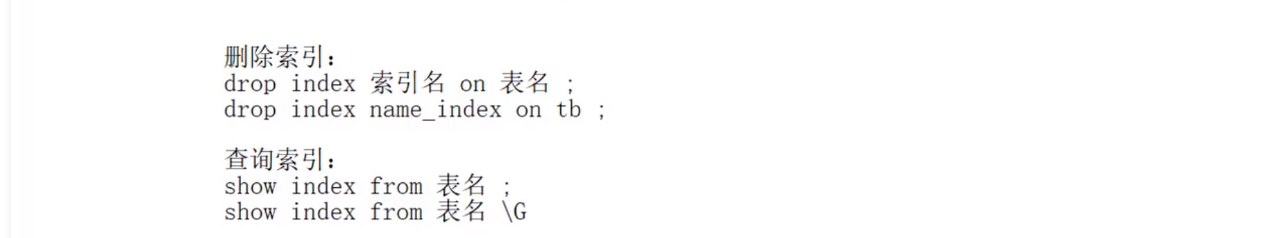 删除索引：
drop index 索引名 on 表名 ;
drop index name_index on tb ;
查询索引：
show index from 表名 ;
show index from 表名 \G